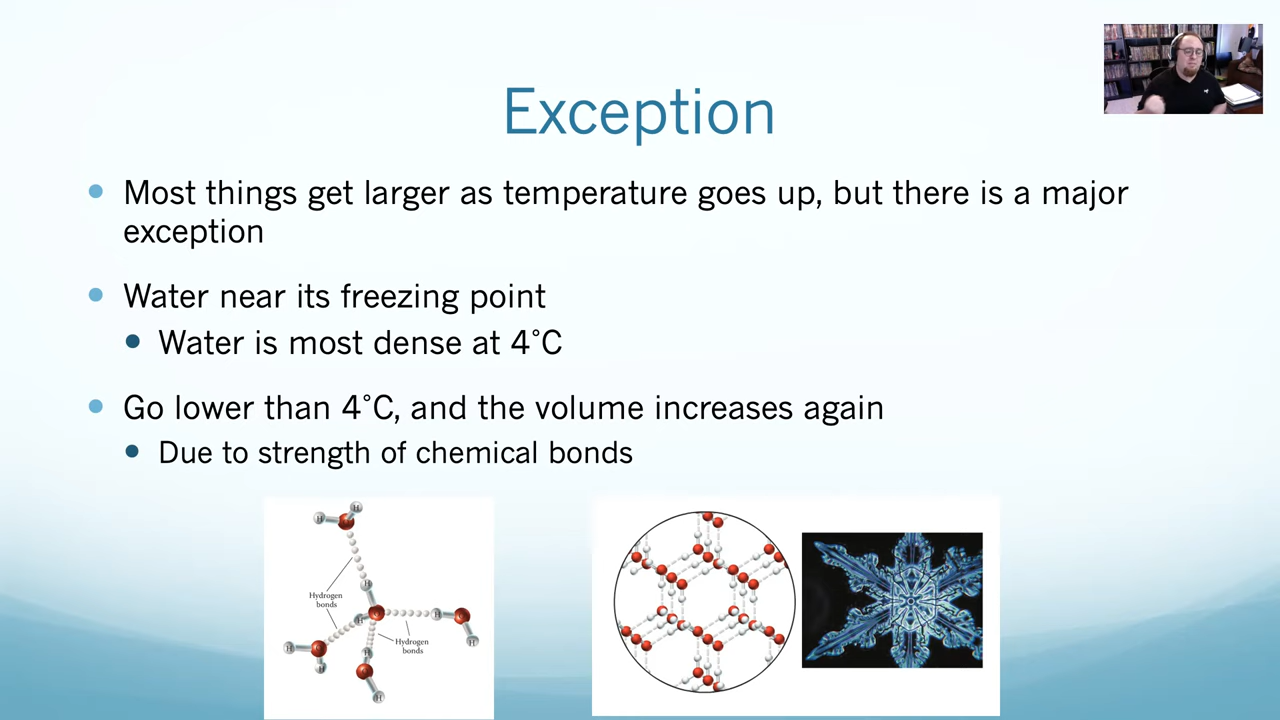 Exception
Most things get larger as temperature goes up, but there is a major
exception
Water near its freezing point
Water is most dense at 4˚C
Go lower than 4˚C, and the volume increases again
Due to strength of chemical bonds
Hydrogen
bonds
Hydrogen
bonds
H
H
H
H
H
H
H
H
H